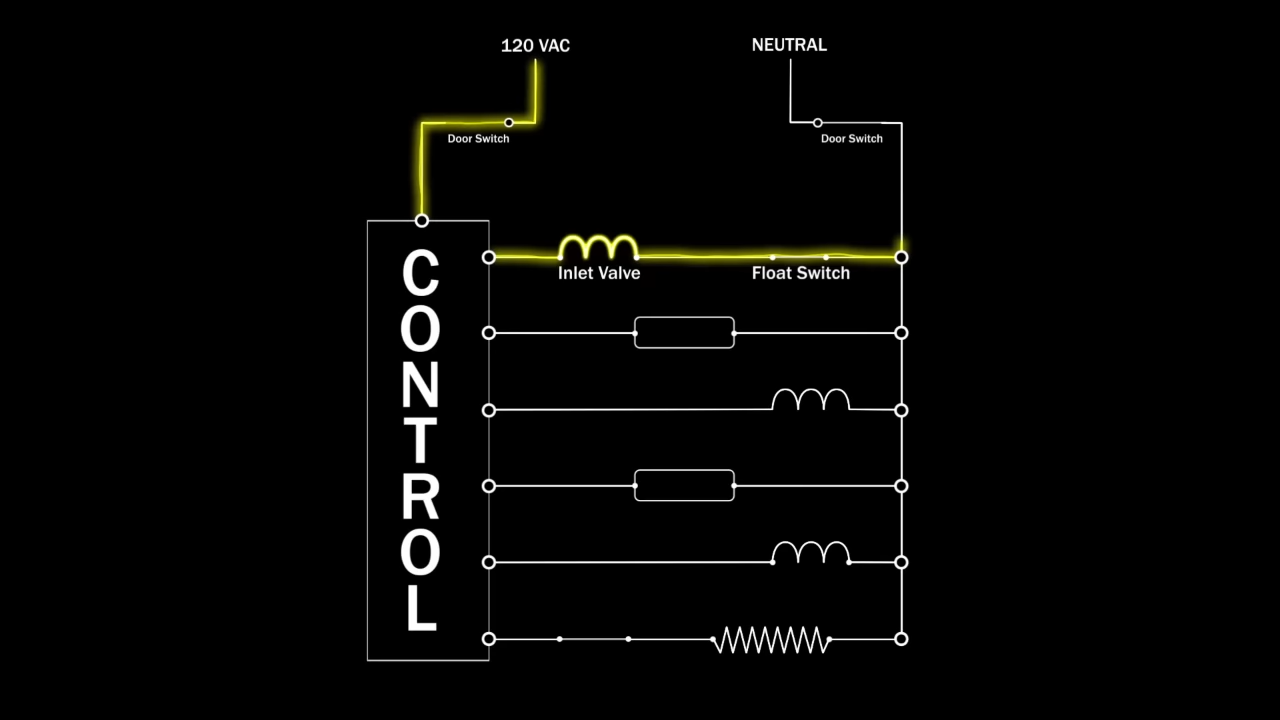 120 VAC
NEUTRAL
Door Switch
Door Switch
CONTROL
Inlet Valve
Float Switch